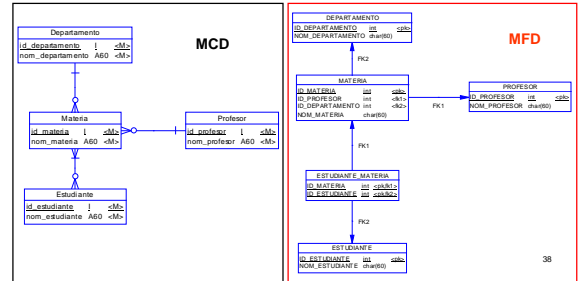 MCD
Departamento
id_departamento I <M>
nom_departamento A60 <M>
Materia
id_materia I <M>
nom_materia A60 <M>
Profesor
id_profesor I <M>
nom_profesor A60 <M>
Estudiante
id_estudiante I <M>
nom_estudiante A60 <M>
MFD
DEPARTAMENTO
ID_DEPARTAMENTO int <pk>
NOM_DEPARTAMENTO char(60)
FK2
MATERIA
ID_MATERIA int <pk>
ID_PROFESOR int <fk1>
ID_DEPARTAMENTO int <fk2>
NOM_MATERIA char(60)
FK1
PROFESOR
ID_PROFESOR int <pk>
NOM_PROFESOR char(60)
FK1
ESTUDIANTE_MATERIA
ID_MATERIA int <pk,fk1>
ID_ESTUDIANTE int <pk,fk2>
FK2
ESTUDIANTE
ID_ESTUDIANTE int <pk>
NOM_ESTUDIANTE char(60)
38